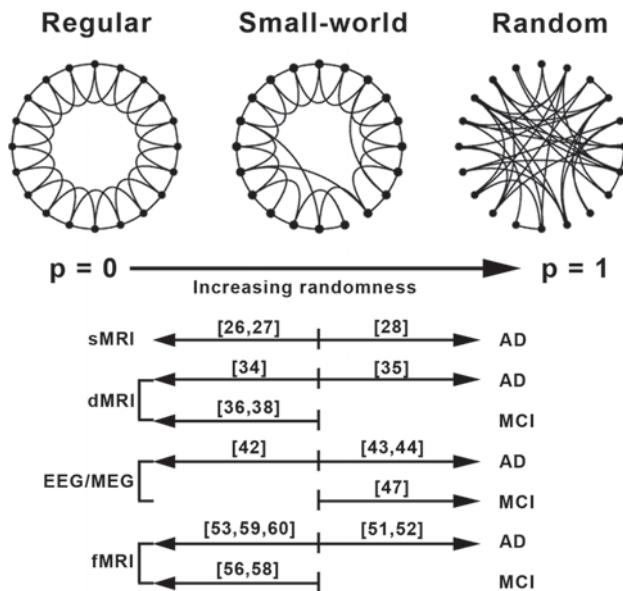 Regular Small-world Random
p = 0 Increasing randomness p = 1
sMRI [26,27] [28] AD
dMRI [34] [35] AD
[36,38] MCI
EEG/MEG [42] [43,44] AD
[47] MCI
fMRI [53,59,60] [51,52] AD
[56,58] MCI